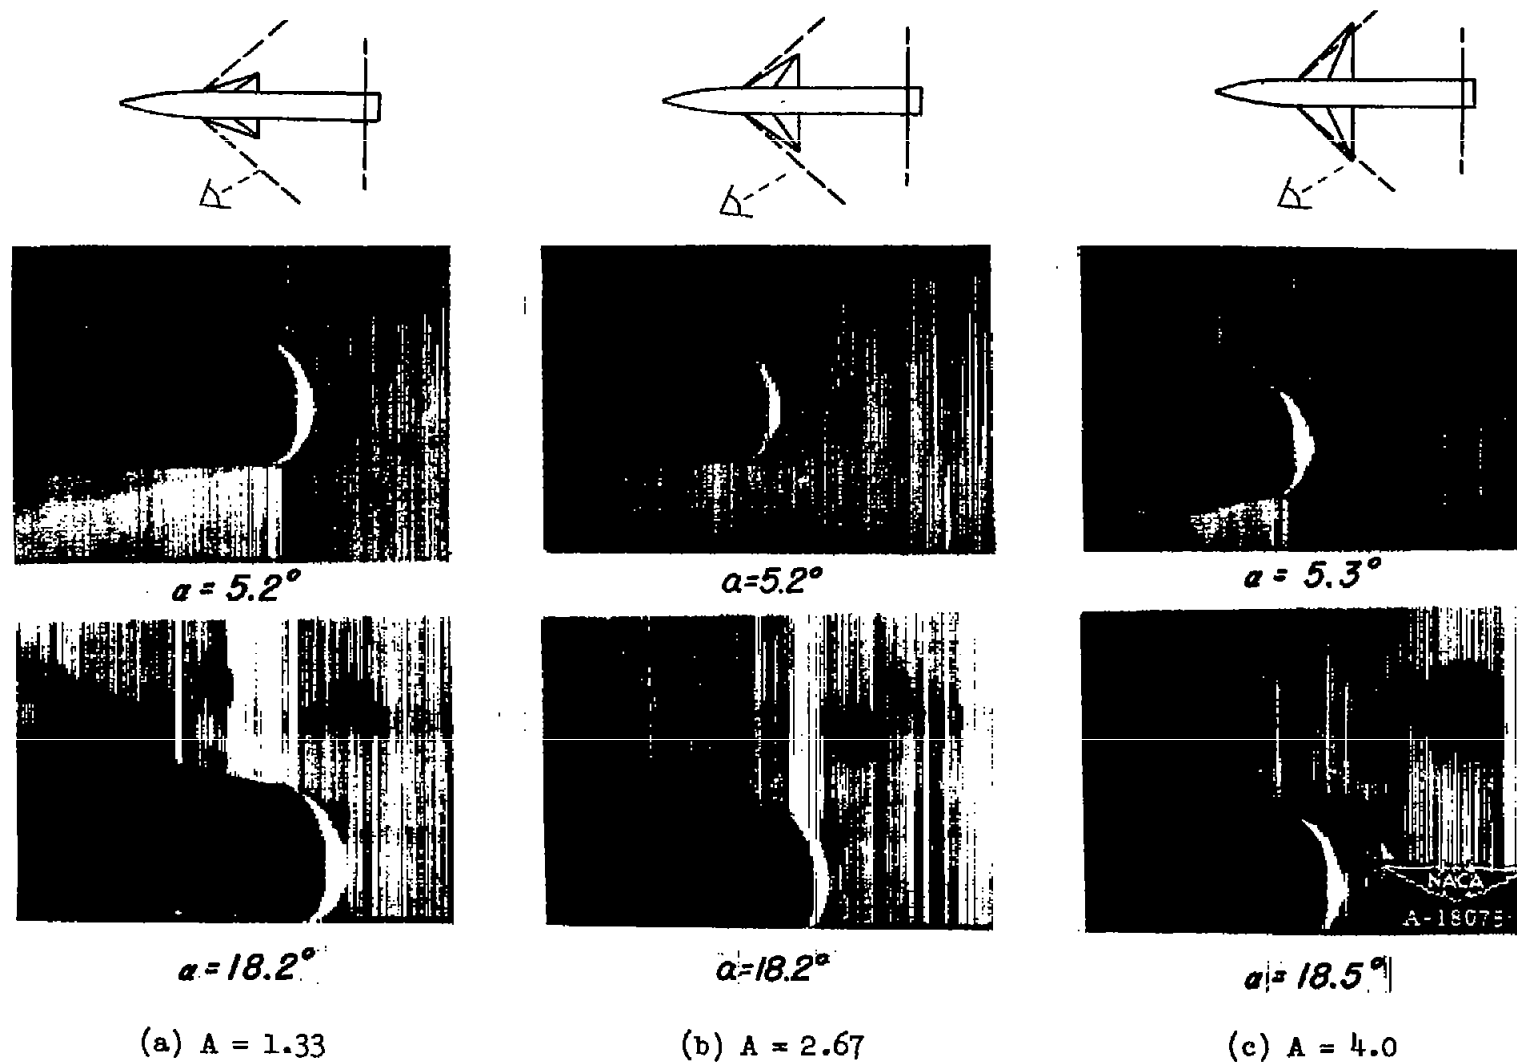 α = 5.2°
α=5.2°
α = 5.3°
NACA
A-18075
α=18.2°
α=18.2°
α = 18.5°
(a) A = 1.33
(b) A = 2.67
(c) A = 4.0